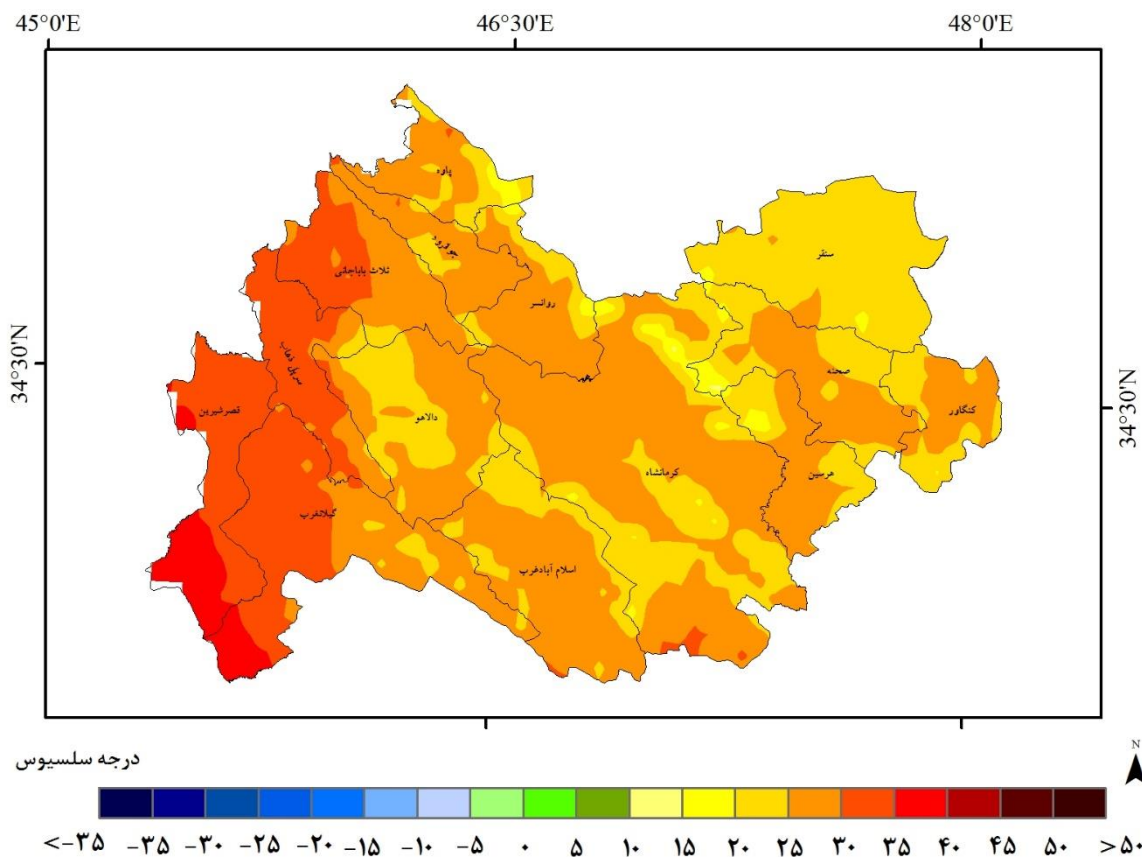 45°0'E 46°30'E 48°0'E
34°30'N
34°30'N
پاوه
جوانرود
ثلاث باباجانی
روانسر
سنقر
سرپل ذهاب
قصرشیرین
دالاهو
صحنه
کنگاور
کرمانشاه
هرسین
گیلانغرب
اسلام آبادغرب
درجه سلسیوس
N
<-۳۵ -۳۵ -۳۰ -۲۵ -۲۰ -۱۵ -۱۰ -۵ ۰ ۵ ۱۰ ۱۵ ۲۰ ۲۵ ۳۰ ۳۵ ۴۰ ۴۵ ۵۰ >۵۰